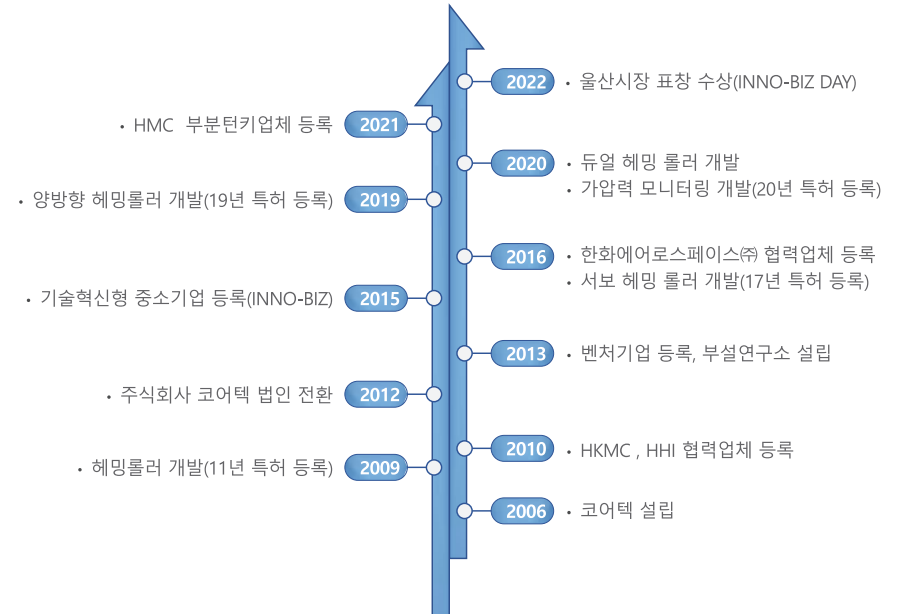 2022
• 울산시장 표창 수상(INNO-BIZ DAY)
• HMC 부분턴키업체 등록
2021
2020
• 듀얼 헤밍 롤러 개발
• 가압력 모니터링 개발(20년 특허 등록)
• 양방향 헤밍롤러 개발(19년 특허 등록)
2019
2016
• 한화에어로스페이스㈜ 협력업체 등록
• 서보 헤밍 롤러 개발(17년 특허 등록)
• 기술혁신형 중소기업 등록(INNO-BIZ)
2015
2013
• 벤처기업 등록, 부설연구소 설립
• 주식회사 코어텍 법인 전환
2012
2010
• HKMC , HHI 협력업체 등록
• 헤밍롤러 개발(11년 특허 등록)
2009
2006
• 코어텍 설립